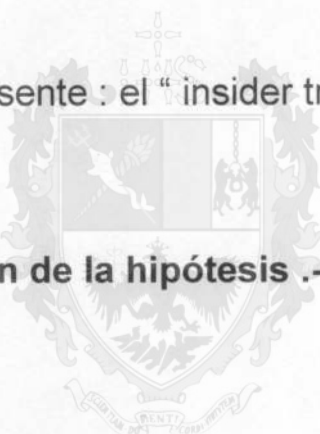 sente : el “ insider tr
n de la hipótesis .-